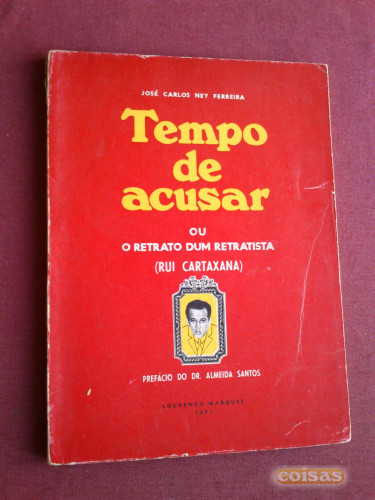 JOSÉ CARLOS NEY FERREIRA
Tempo
de
acusar
OU
O RETRATO DUM RETRATISTA
(RUI CARTAXANA)
PREFÁCIO DO DR. ALMEIDA SANTOS
LOURENÇO MARQUES
1971
coisas